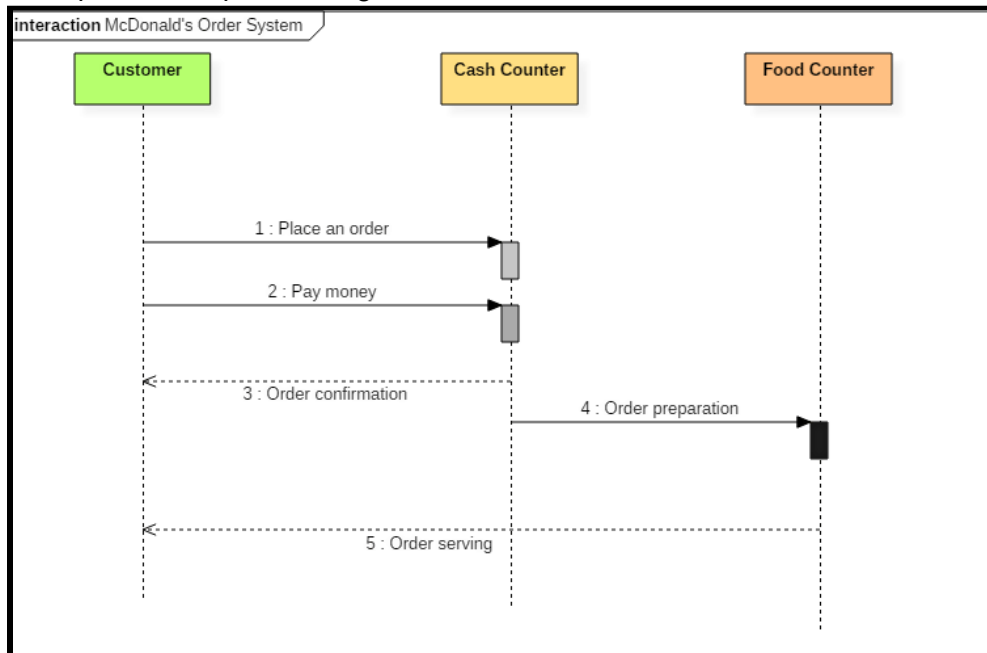 interaction McDonald's Order System
Customer
Cash Counter
Food Counter
1 : Place an order
2 : Pay money
3 : Order confirmation
4 : Order preparation
5 : Order serving